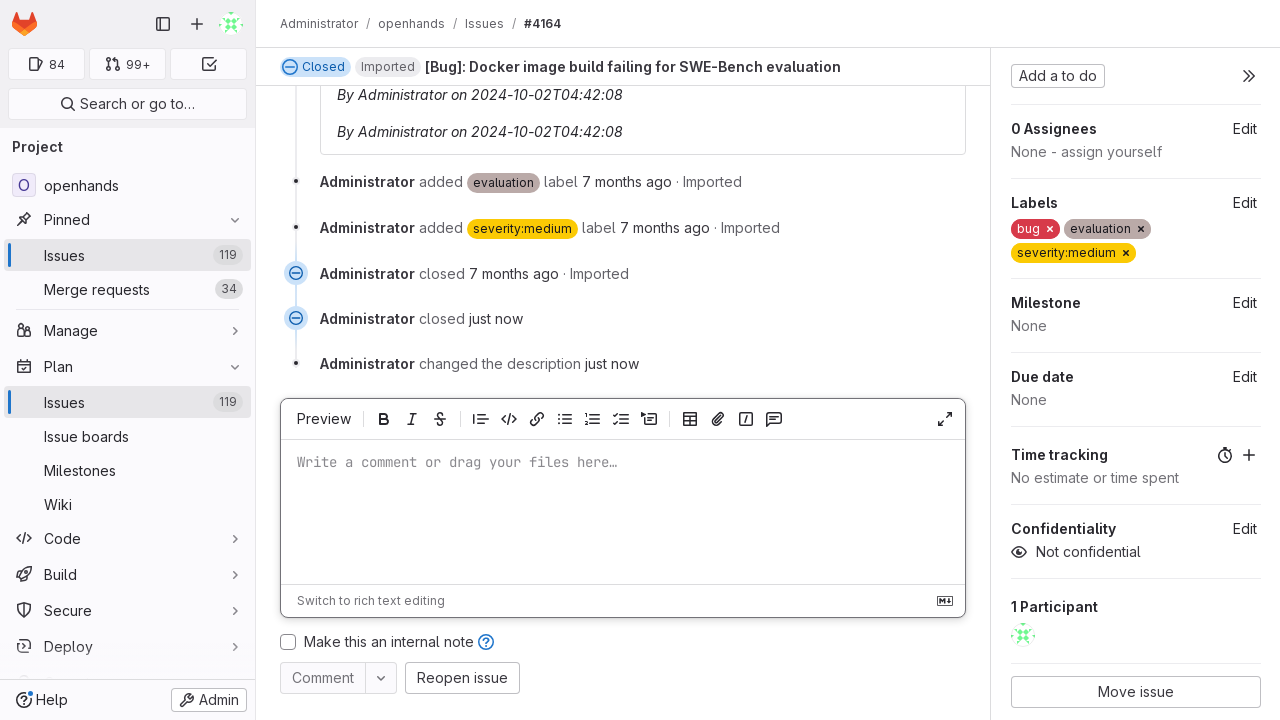 Administrator / openhands / Issues / #4164
84
99+
Search or go to…
Project
O openhands
Pinned
Issues 119
Merge requests 34
Manage
Plan
Issues 119
Issue boards
Milestones
Wiki
Code
Build
Secure
Deploy
Help
Admin
Closed Imported [Bug]: Docker image build failing for SWE-Bench evaluation
By Administrator on 2024-10-02T04:42:08
By Administrator on 2024-10-02T04:42:08
Administrator added evaluation label 7 months ago · Imported
Administrator added severity:medium label 7 months ago · Imported
Administrator closed 7 months ago · Imported
Administrator closed just now
Administrator changed the description just now
Preview
Write a comment or drag your files here…
Switch to rich text editing
Make this an internal note
Comment
Reopen issue
Add a to do
0 Assignees Edit
None - assign yourself
Labels Edit
bug × evaluation ×
severity:medium ×
Milestone Edit
None
Due date Edit
None
Time tracking
No estimate or time spent
Confidentiality Edit
Not confidential
1 Participant
Move issue